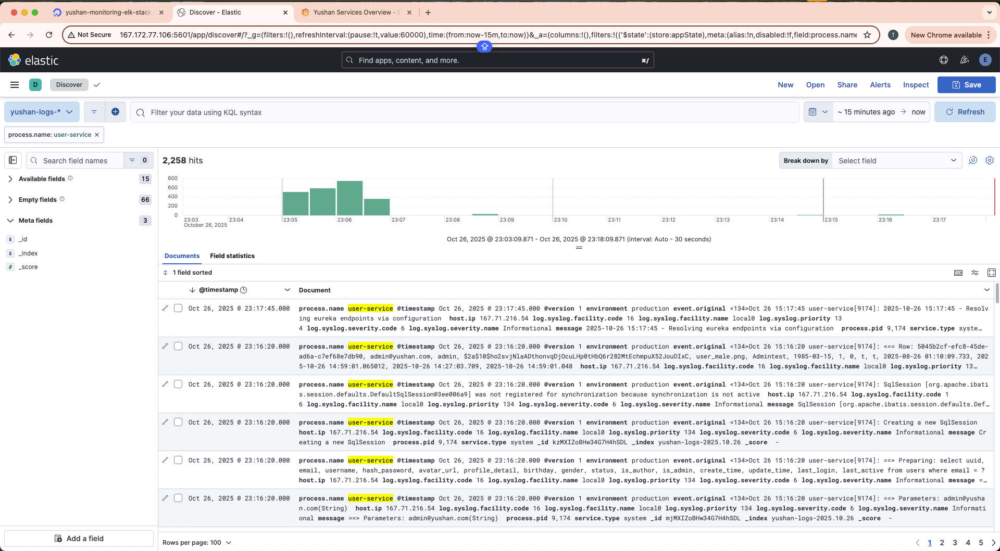 yushan-monitoring-elk-stack
Discover - Elastic
Yushan Services Overview - D
Not Secure
167.172.77.106:5601/app/discover#/?_g=(filters:!(),refreshInterval:(pause:!t,value:60000),time:(from:now-15m,to:now))&_a=(columns:!(),filters:!(('$state':(store:appState),meta:(alias:!n,disabled:!f,field:process.name
T
New Chrome available
elastic
Find apps, content, and more.
⌘/
E
D
Discover
New
Open
Share
Alerts
Inspect
Save
yushan-logs-*
Filter your data using KQL syntax
~ 15 minutes ago → now
Refresh
process.name: user-service
Search field names
0
Available fields
15
Empty fields
66
Meta fields
3
k _id
k _index
# _score
Add a field
2,258 hits
Break down by
Select field
800
600
400
200
0
23:03 23:04 23:05 23:06 23:07 23:08 23:09 23:10 23:11 23:12 23:13 23:14 23:15 23:16 23:17
October 26, 2025
Oct 26, 2025 @ 23:03:09.871 - Oct 26, 2025 @ 23:18:09.871 (interval: Auto - 30 seconds)
Documents
Field statistics
1 field sorted
@timestamp
Document
Oct 26, 2025 @ 23:17:45.000
process.name user-service @timestamp Oct 26, 2025 @ 23:17:45.000 @version 1 environment production event.original <134>Oct 26 15:17:45 user-service[9174]: 2025-10-26 15:17:45 - Resolv
ing eureka endpoints via configuration host.ip 167.71.216.54 log.syslog.facility.code 16 log.syslog.facility.name local0 log.syslog.priority 13
4 log.syslog.severity.code 6 log.syslog.severity.name Informational message 2025-10-26 15:17:45 - Resolving eureka endpoints via configuration process.pid 9,174 service.type syste…
Oct 26, 2025 @ 23:16:20.000
process.name user-service @timestamp Oct 26, 2025 @ 23:16:20.000 @version 1 environment production event.original <134>Oct 26 15:16:20 user-service[9174]: <== Row: 5045b2cf-efc8-45de-
ad6a-c7ef68e7db90, admin@yushan.com, admin, $2a$10$ho2svjNlaADthonvqDjOcuLHp0tHbQ6r282MtEchmpuX52JouDIxC, user_male.png, Admintest, 1985-03-15, 1, 0, t, t, 2025-08-26 01:10:09.733, 202
5-10-26 14:59:01.065012, 2025-10-26 14:27:03.709, 2025-10-26 14:59:01.048 host.ip 167.71.216.54 log.syslog.facility.code 16 log.syslog.facility.name local0 log.syslog.priority 13…
Oct 26, 2025 @ 23:16:20.000
process.name user-service @timestamp Oct 26, 2025 @ 23:16:20.000 @version 1 environment production event.original <134>Oct 26 15:16:20 user-service[9174]: SqlSession [org.apache.ibati
s.session.defaults.DefaultSqlSession@3ee006a9] was not registered for synchronization because synchronization is not active host.ip 167.71.216.54 log.syslog.facility.code 1
6 log.syslog.facility.name local0 log.syslog.priority 134 log.syslog.severity.code 6 log.syslog.severity.name Informational message SqlSession [org.apache.ibatis.session.defaults.Def…
Oct 26, 2025 @ 23:16:20.000
process.name user-service @timestamp Oct 26, 2025 @ 23:16:20.000 @version 1 environment production event.original <134>Oct 26 15:16:20 user-service[9174]: Creating a new SqlSession
host.ip 167.71.216.54 log.syslog.facility.code 16 log.syslog.facility.name local0 log.syslog.priority 134 log.syslog.severity.code 6 log.syslog.severity.name Informational message Cr
eating a new SqlSession process.pid 9,174 service.type system _id kzMXIZoBHw34G7H4hSDL _index yushan-logs-2025.10.26 _score -
Oct 26, 2025 @ 23:16:20.000
process.name user-service @timestamp Oct 26, 2025 @ 23:16:20.000 @version 1 environment production event.original <134>Oct 26 15:16:20 user-service[9174]: ==> Preparing: select uuid,
email, username, hash_password, avatar_url, profile_detail, birthday, gender, status, is_author, is_admin, create_time, update_time, last_login, last_active from users where email = ?
host.ip 167.71.216.54 log.syslog.facility.code 16 log.syslog.facility.name local0 log.syslog.priority 134 log.syslog.severity.code 6 log.syslog.severity.name Informational message =…
Oct 26, 2025 @ 23:16:20.000
process.name user-service @timestamp Oct 26, 2025 @ 23:16:20.000 @version 1 environment production event.original <134>Oct 26 15:16:20 user-service[9174]: ==> Parameters: admin@yusha
n.com(String) host.ip 167.71.216.54 log.syslog.facility.code 16 log.syslog.facility.name local0 log.syslog.priority 134 log.syslog.severity.code 6 log.syslog.severity.name Informati
onal message ==> Parameters: admin@yushan.com(String) process.pid 9,174 service.type system _id mjMXIZoBHw34G7H4hSDL _index yushan-logs-2025.10.26 _score -
Rows per page: 100
1 2 3 4 5